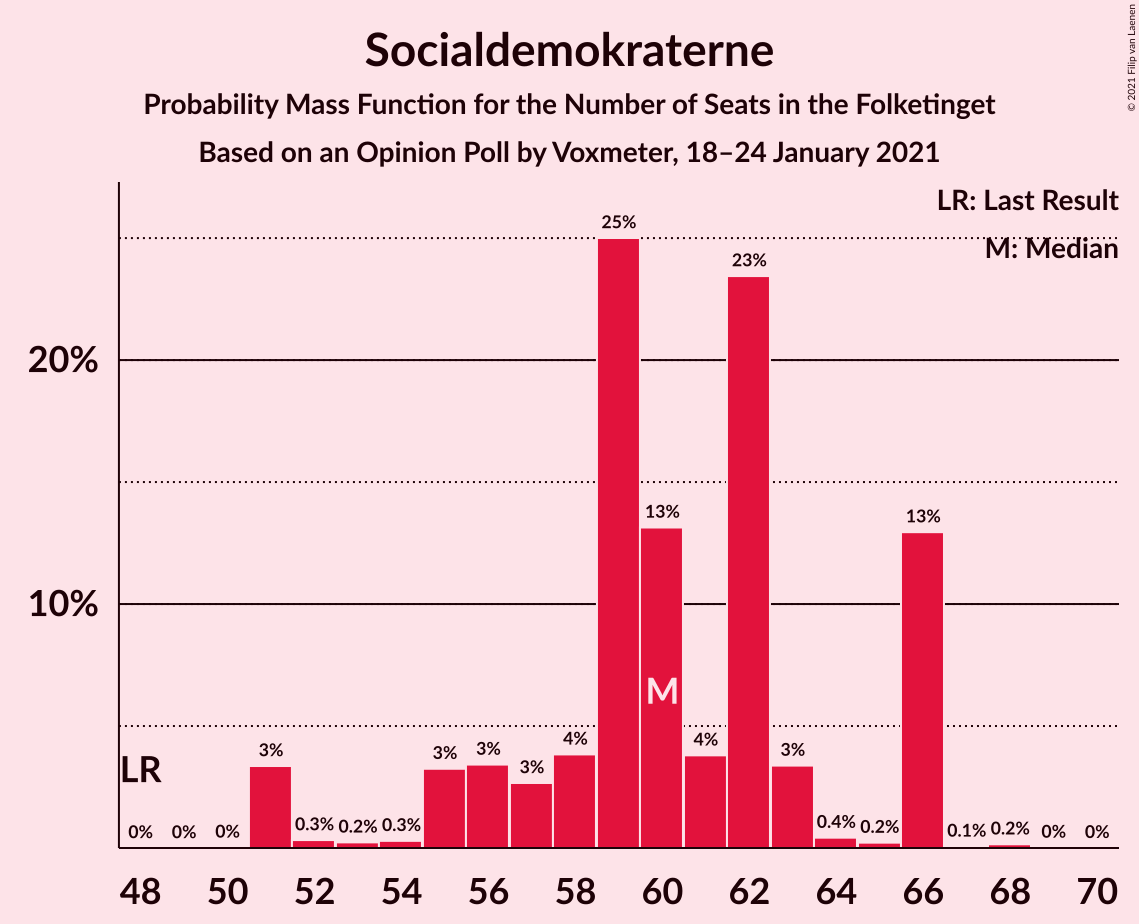 Socialdemokraterne
Probability Mass Function for the Number of Seats in the Folketinget
Based on an Opinion Poll by Voxmeter, 18–24 January 2021
© 2021 Filip van Laenen
LR: Last Result
M: Median
20%
10%
LR
M
0% 0% 0% 3% 0.3% 0.2% 0.3% 3% 3% 3% 4% 25% 13% 4% 23% 3% 0.4% 0.2% 13% 0.1% 0.2% 0% 0%
48 50 52 54 56 58 60 62 64 66 68 70